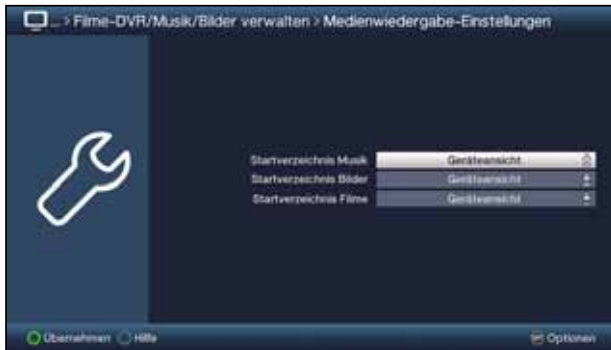 ... > Filme-DVR/Musik/Bilder verwalten > Medienwiedergabe-Einstellungen
Startverzeichnis Musik Geräteansicht
Startverzeichnis Bilder Geräteansicht
Startverzeichnis Filme Geräteansicht
Übernehmen Hilfe Optionen